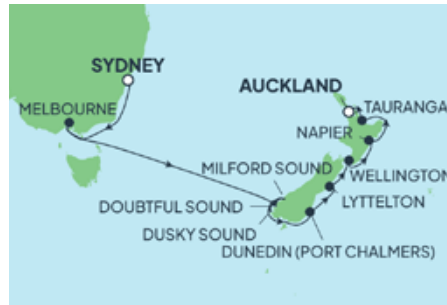 SYDNEY
AUCKLAND
MELBOURNE
TAURANGA
NAPIER
MILFORD SOUND
WELLINGTON
LYTTELTON
DOUBTFUL SOUND
DUSKY SOUND
DUNEDIN (PORT CHALMERS)